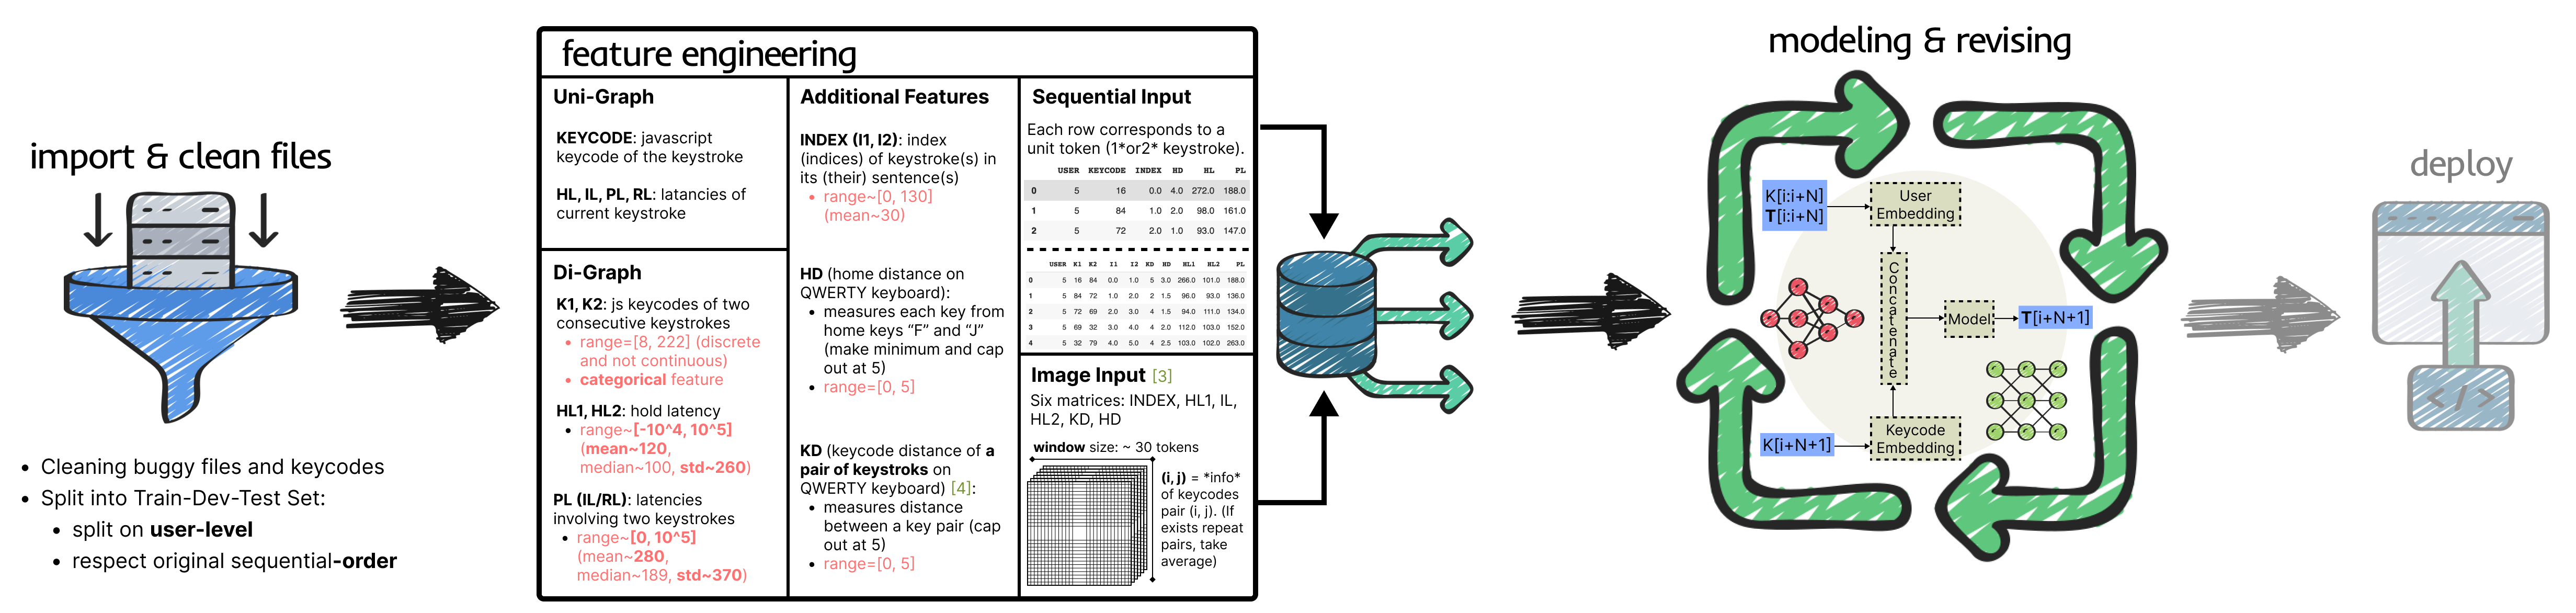 import & clean files
• Cleaning buggy files and keycodes
• Split into Train-Dev-Test Set:
• split on user-level
• respect original sequential-order
feature engineering
Uni-Graph
KEYCODE: javascript
keycode of the keystroke
HL, IL, PL, RL: latancies of
current keystroke
Di-Graph
K1, K2: js keycodes of two
consecutive keystrokes
• range=[8, 222] (discrete
and not continuous)
• categorical feature
HL1, HL2: hold latency
• range~[-10^4, 10^5]
(mean~120,
median~100, std~260)
PL (IL/RL): latencies
involving two keystrokes
• range~[0, 10^5]
(mean~280,
median~189, std~370)
Additional Features
INDEX (I1, I2): index
(indices) of keystroke(s) in
its (their) sentence(s)
• range~[0, 130]
(mean~30)
HD (home distance on
QWERTY keyboard):
• measures each key from
home keys “F” and “J”
(make minimum and cap
out at 5)
• range=[0, 5]
KD (keycode distance of a
pair of keystroks on
QWERTY keyboard) [4]:
• measures distance
between a key pair (cap
out at 5)
• range=[0, 5]
Sequential Input
Each row corresponds to a
unit token (1*or2* keystroke).
USER KEYCODE INDEX HD HL PL
0 5 16 0.0 4.0 272.0 188.0
1 5 84 1.0 2.0 98.0 161.0
2 5 72 2.0 1.0 93.0 147.0
USER K1 K2 I1 I2 KD HD HL1 HL2 PL
0 5 16 84 0.0 1.0 5 3.0 266.0 101.0 188.0
1 5 84 72 1.0 2.0 2 1.5 96.0 93.0 136.0
2 5 72 69 2.0 3.0 4 1.5 94.0 111.0 134.0
3 5 69 32 3.0 4.0 4 2.0 112.0 103.0 152.0
4 5 32 79 4.0 5.0 4 2.5 103.0 102.0 263.0
Image Input [3]
Six matrices: INDEX, HL1, IL,
HL2, KD, HD
window size: ~ 30 tokens
(i, j) = *info*
of keycodes
pair (i, j). (If
exists repeat
pairs, take
average)
modeling & revising
K[i:i+N]
T[i:i+N]
User
Embedding
Concatenate
Model
T[i+N+1]
K[i+N+1]
Keycode
Embedding
deploy
</>